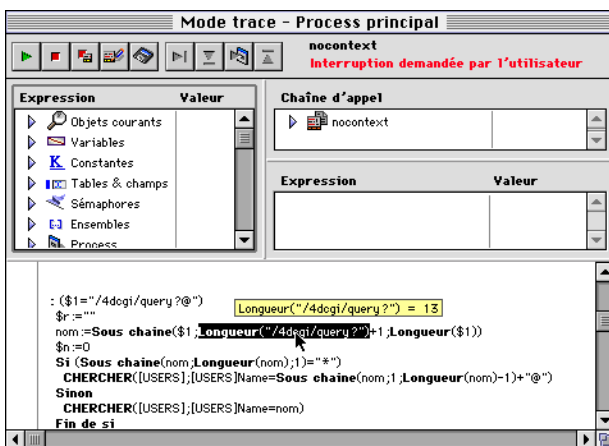 Mode trace - Process principal
nocontext
Interruption demandée par l'utilisateur
Expression Valeur
Objets courants
Variables
K Constantes
Tables & champs
Sémaphores
Ensembles
Process
Chaîne d'appel
nocontext
Expression Valeur
: ($1="/4dcgi/query?@")
$r:=""
Longueur("/4dcgi/query?") = 13
nom:=Sous chaine($1;Longueur("/4dcgi/query?")+1;Longueur($1))
$n:=0
Si (Sous chaine(nom;Longueur(nom);1)="*")
CHERCHER([USERS];[USERS]Name=Sous chaine(nom;1;Longueur(nom)-1)+"@")
Sinon
CHERCHER([USERS];[USERS]Name=nom)
Fin de si